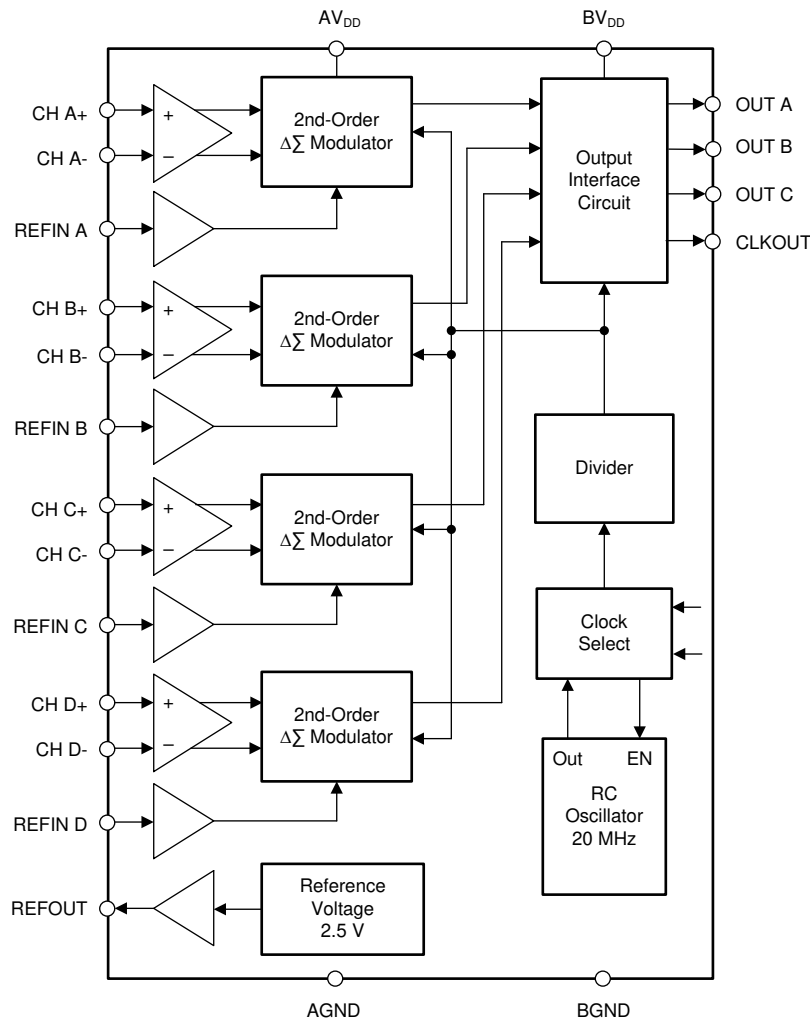 AVDD
BVDD
CH A+
CH A-
REFIN A
+
−
2nd-Order
ΔΣ Modulator
Output
Interface
Circuit
OUT A
OUT B
OUT C
CLKOUT
CH B+
CH B-
REFIN B
+
−
2nd-Order
ΔΣ Modulator
Divider
CH C+
CH C-
REFIN C
+
−
2nd-Order
ΔΣ Modulator
Clock
Select
CH D+
CH D-
REFIN D
+
−
2nd-Order
ΔΣ Modulator
Out EN
RC
Oscillator
20 MHz
REFOUT
Reference
Voltage
2.5 V
AGND
BGND